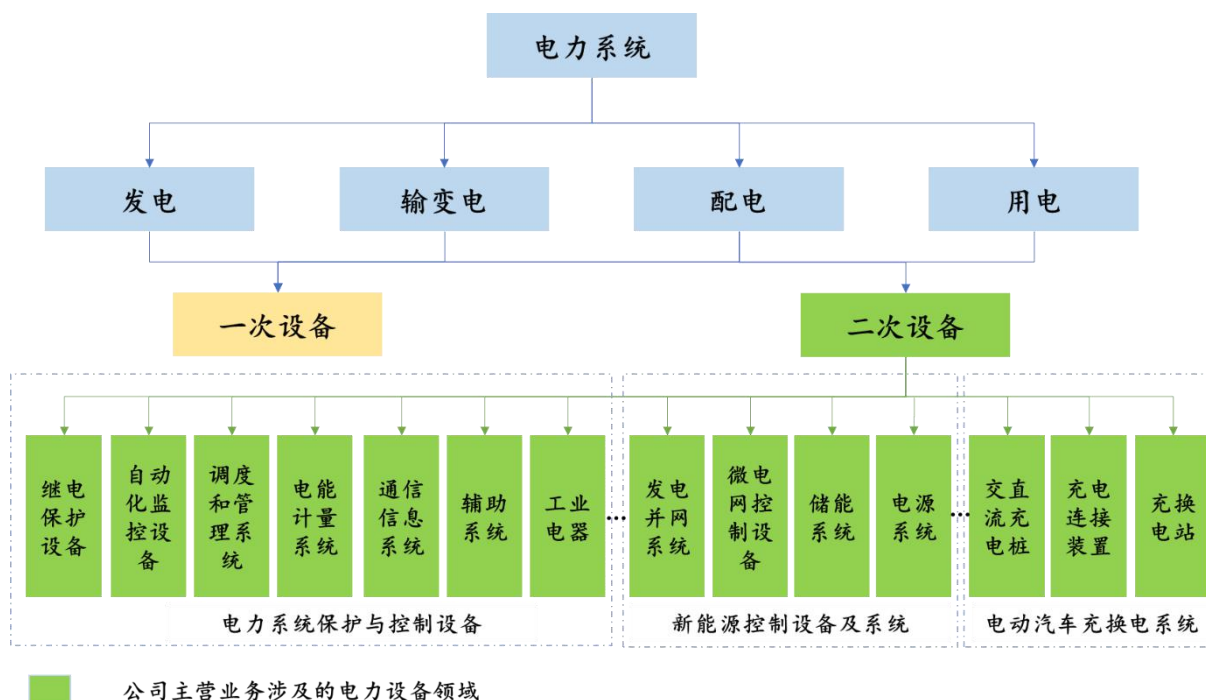 电力系统
发电
输变电
配电
用电
一次设备
二次设备
继电
保护
设备
自动
化监
控设
备
调度
和管
理系
统
电能
计量
系统
通信
信息
系统
辅助
系统
工业
电器
...
发电
并网
系统
微电
网控
制设
备
储能
系统
电源
系统
...
交直
流充
电桩
充电
连接
装置
充换
电站
电力系统保护与控制设备
新能源控制设备及系统
电动汽车充换电系统
公司主营业务涉及的电力设备领域